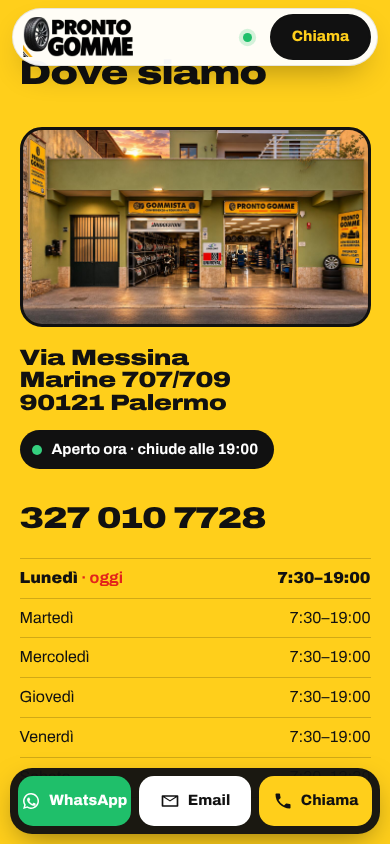 PRONTO
GOMME
Chiama
Dove siamo
GOMMISTA
PRONTO GOMME
PRONTO
GOMME
Via Messina
Marine 707/709
90121 Palermo
Aperto ora · chiude alle 19:00
327 010 7728
Lunedì · oggi 7:30–19:00
Martedì 7:30–19:00
Mercoledì 7:30–19:00
Giovedì 7:30–19:00
Venerdì 7:30–19:00
WhatsApp
Email
Chiama